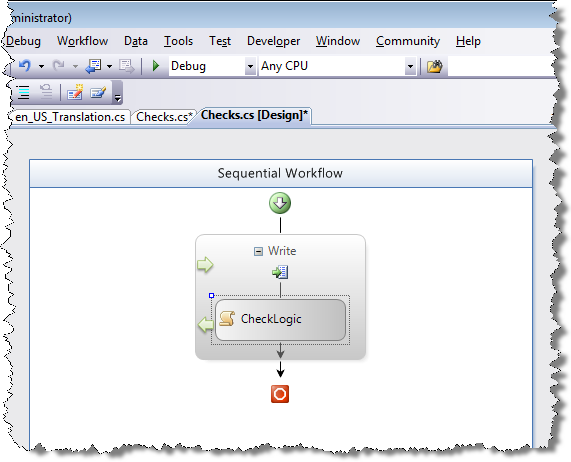 ministrator)
Debug Workflow Data Tools Test Developer Window Community Help
Debug Any CPU
en_US_Translation.cs Checks.cs* Checks.cs [Design]*
Sequential Workflow
Write
CheckLogic